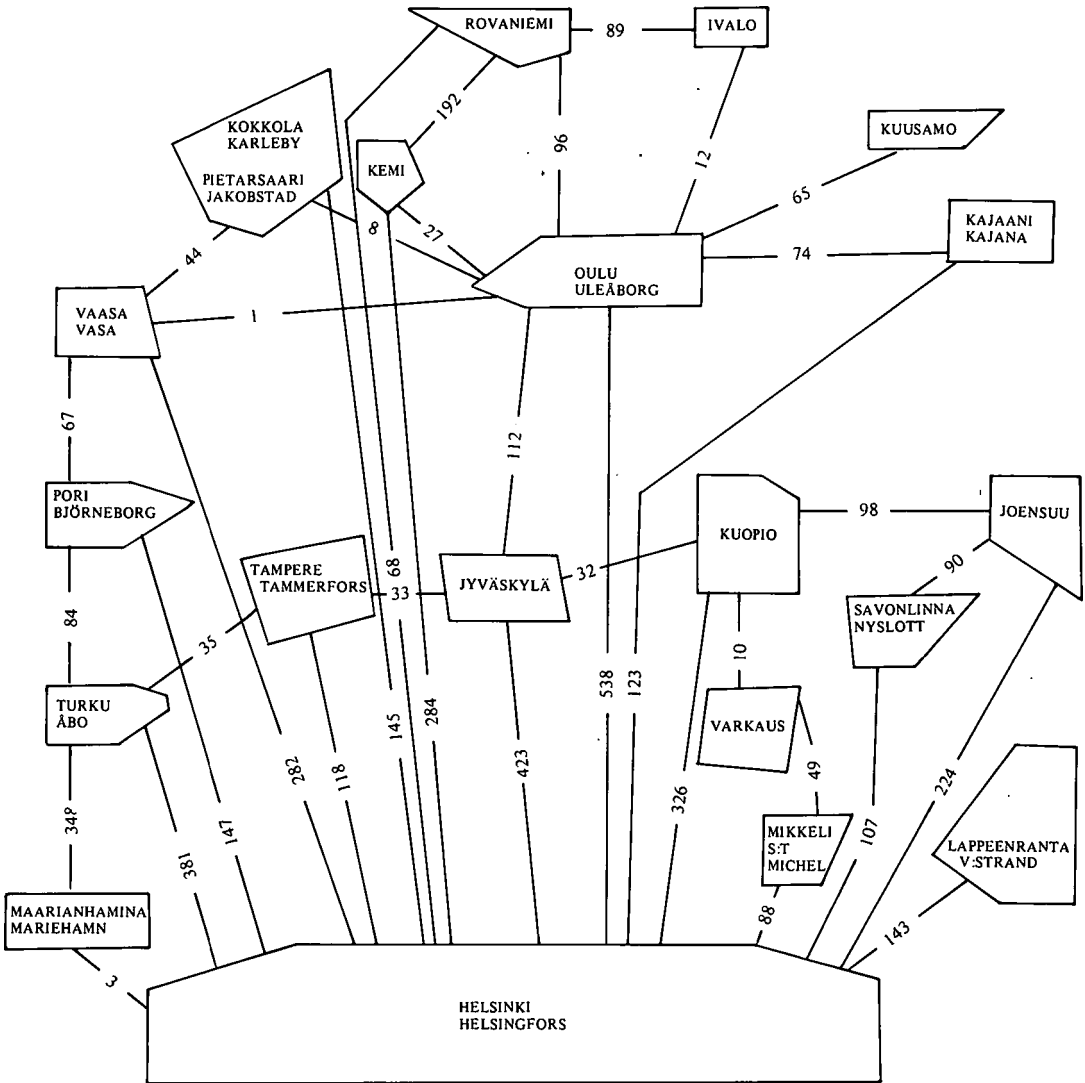 ROVANIEMI
89
IVALO
KOKKOLA
KARLEBY
PIETARSAARI
JAKOBSTAD
192
KEMI
96
12
KUUSAMO
65
44
8
27
KAJAANI
KAJANA
74
OULU
ULEÅBORG
VAASA
VASA
1
67
112
PORI
BJÖRNEBORG
KUOPIO
98
JOENSUU
TAMPERE
TAMMERFORS
68
33
JYVÄSKYLÄ
32
90
84
35
SAVONLINNA
NYSLOTT
10
TURKU
ÅBO
538
123
VARKAUS
145
284
282
118
423
326
49
224
348
381
147
MIKKELI
S:T
MICHEL
107
LAPPEENRANTA
V:STRAND
MAARIANHAMINA
MARIEHAMN
88
143
3
HELSINKI
HELSINGFORS